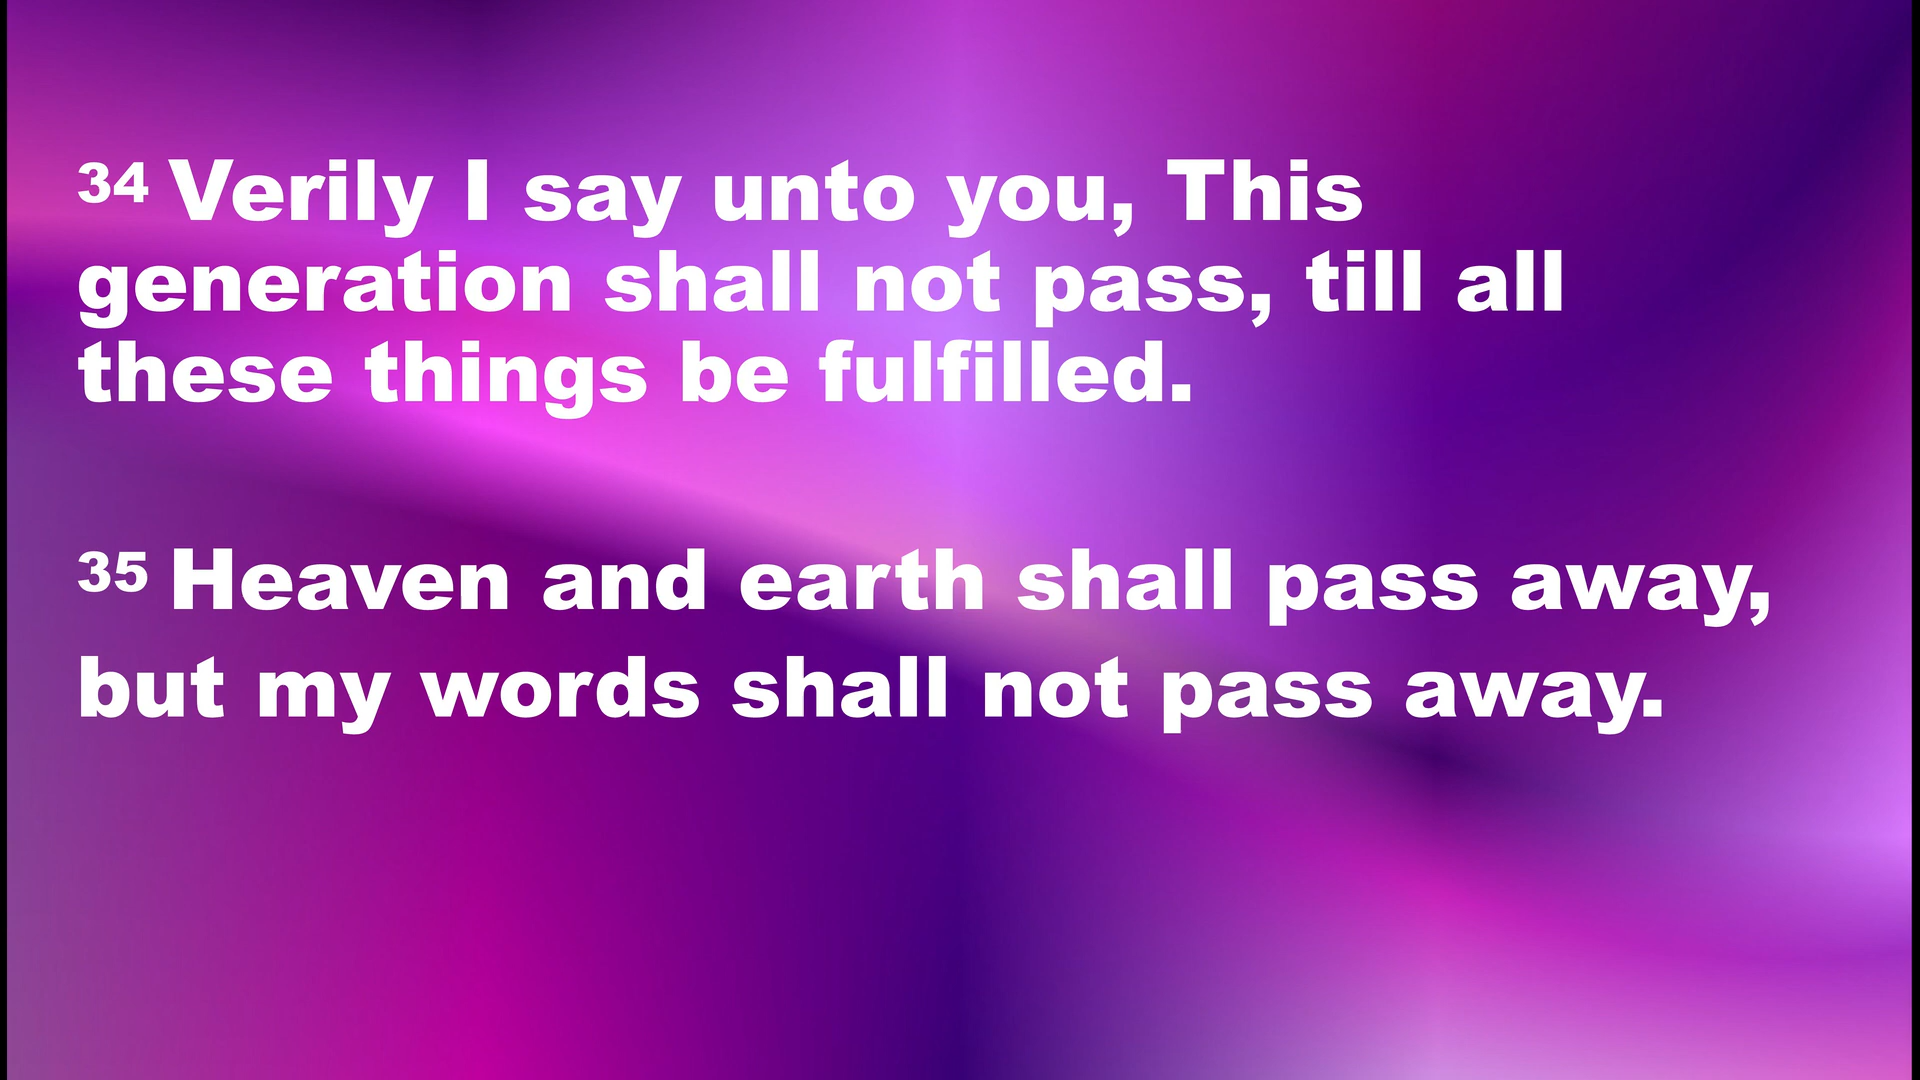 34 Verily I say unto you, This
generation shall not pass, till all
these things be fulfilled.
35 Heaven and earth shall pass away,
but my words shall not pass away.